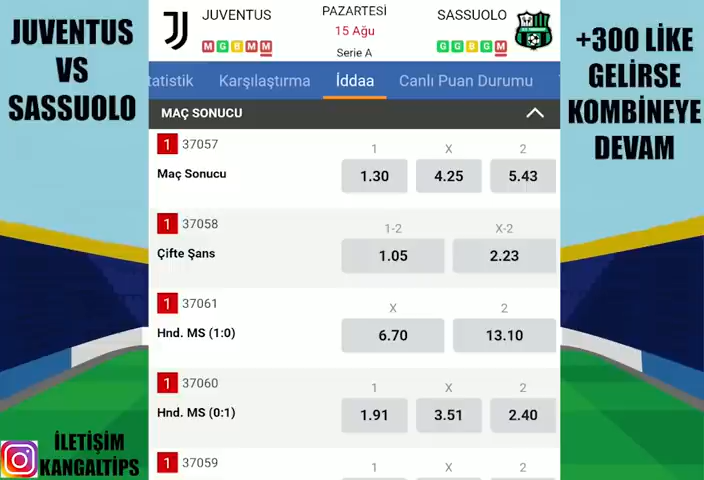 JUVENTUS
VS
SASSUOLO
JUVENTUS
M G B M M
PAZARTESİ
15 Ağu
Serie A
SASSUOLO
G G B G M
+300 LİKE
GELİRSE
KOMBİNEYE
DEVAM
tatistik Karşılaştırma İddaa Canlı Puan Durumu
MAÇ SONUCU
1 37057
Maç Sonucu
1 X 2
1.30 4.25 5.43
1 37058
Çifte Şans
1-2 X-2
1.05 2.23
1 37061
Hnd. MS (1:0)
X 2
6.70 13.10
1 37060
Hnd. MS (0:1)
1 X 2
1.91 3.51 2.40
1 37059
1 X 2
İLETİŞİM
KANGALTİPS